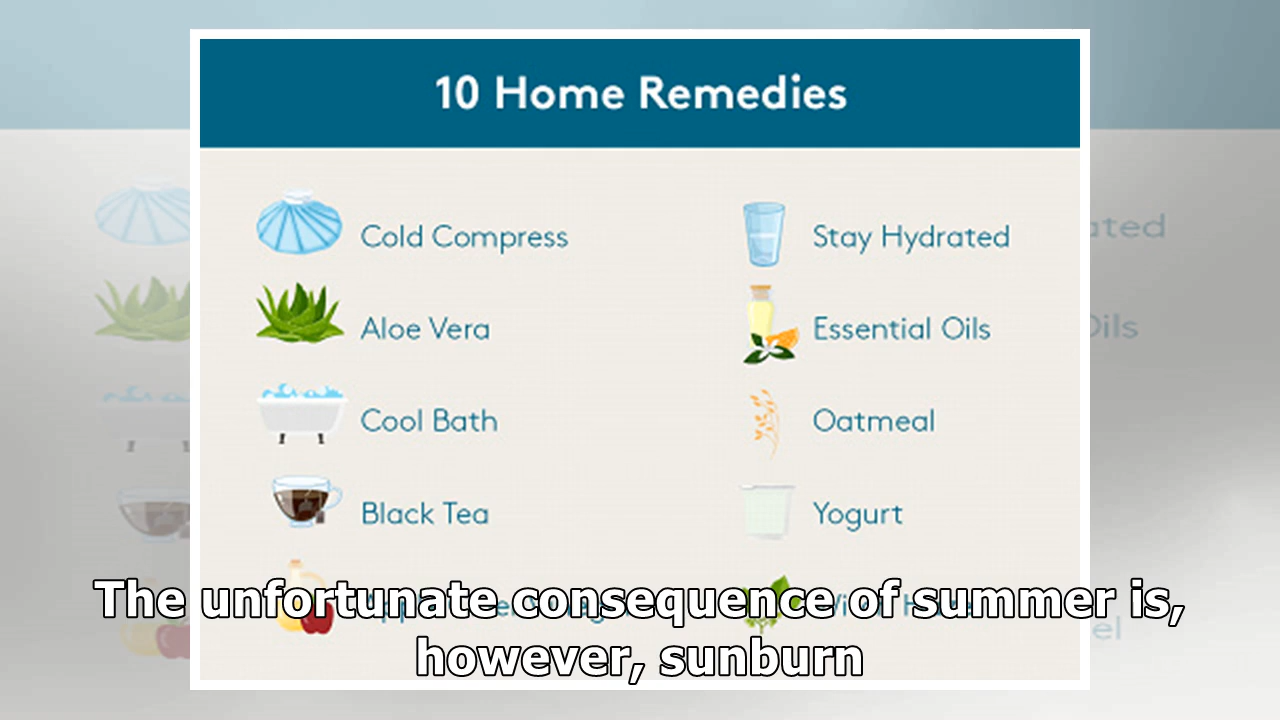 10 Home Remedies
Cold Compress
Stay Hydrated
Aloe Vera
Essential Oils
Cool Bath
Oatmeal
Black Tea
Yogurt
The unfortunate consequence of summer is,
however, sunburn